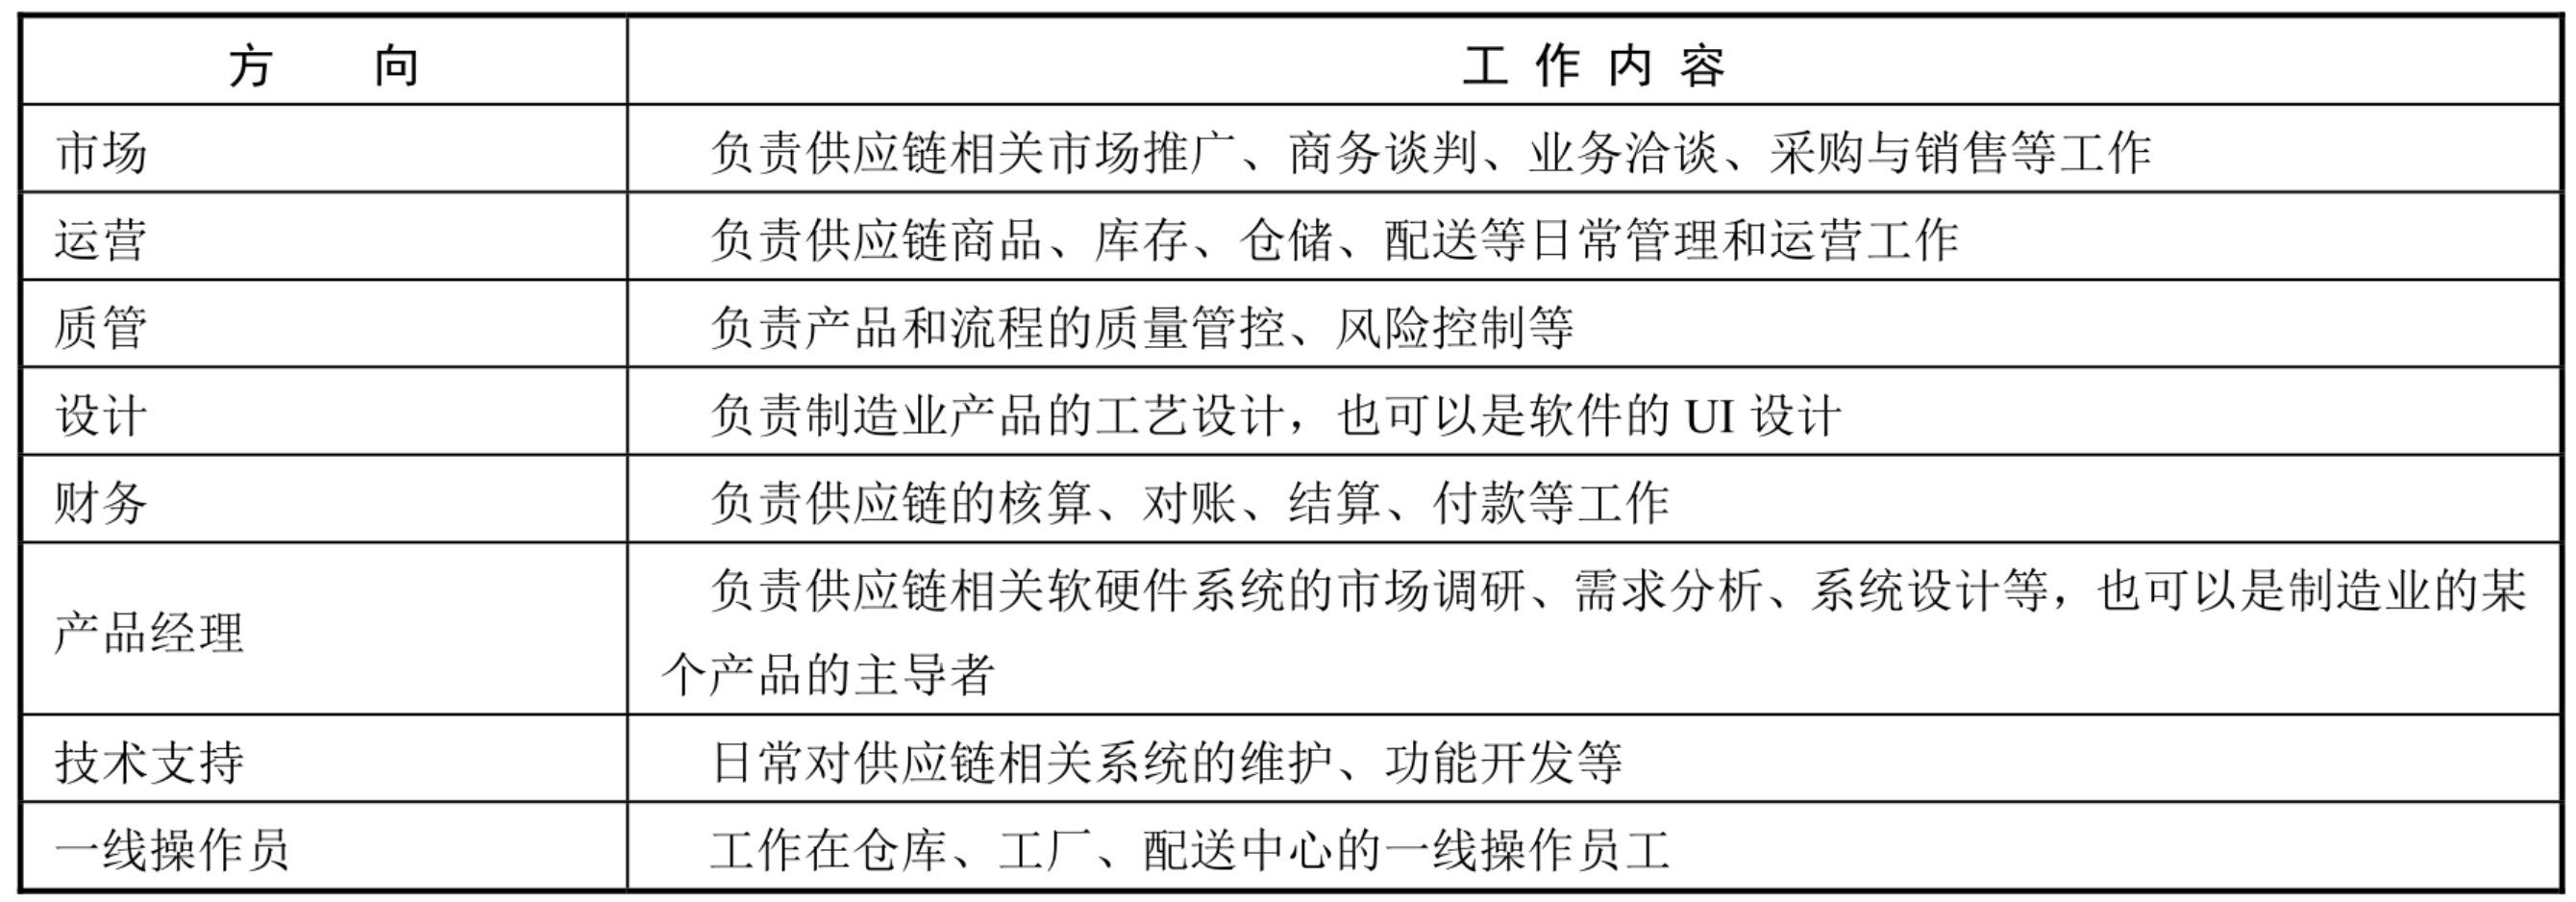 方　　向　　工 作 内 容
市场　　负责供应链相关市场推广、商务谈判、业务洽谈、采购与销售等工作
运营　　负责供应链商品、库存、仓储、配送等日常管理和运营工作
质管　　负责产品和流程的质量管控、风险控制等
设计　　负责制造业产品的工艺设计，也可以是软件的 UI 设计
财务　　负责供应链的核算、对账、结算、付款等工作
产品经理　　负责供应链相关软硬件系统的市场调研、需求分析、系统设计等，也可以是制造业的某
个产品的主导者
技术支持　　日常对供应链相关系统的维护、功能开发等
一线操作员　　工作在仓库、工厂、配送中心的一线操作员工